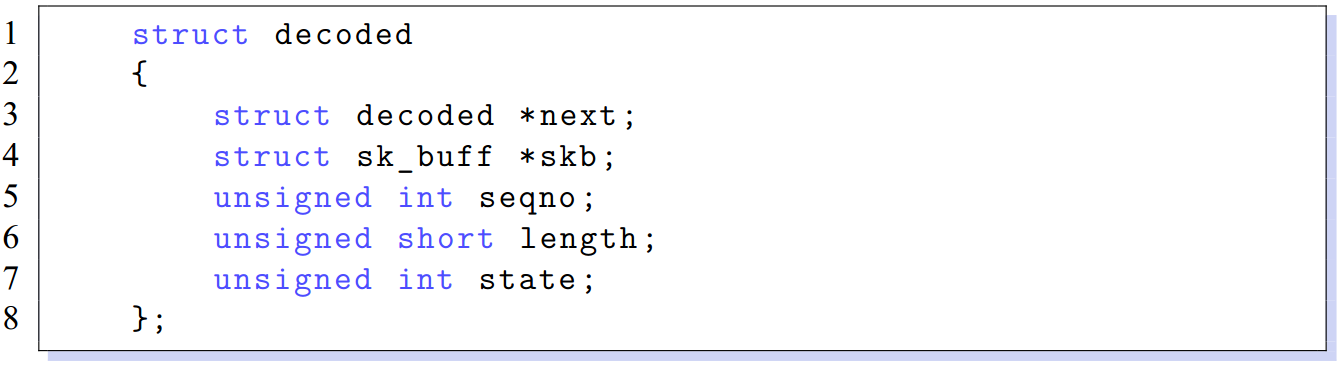 1 struct decoded
2 {
3 struct decoded *next;
4 struct sk_buff *skb;
5 unsigned int seqno;
6 unsigned short length;
7 unsigned int state;
8 };